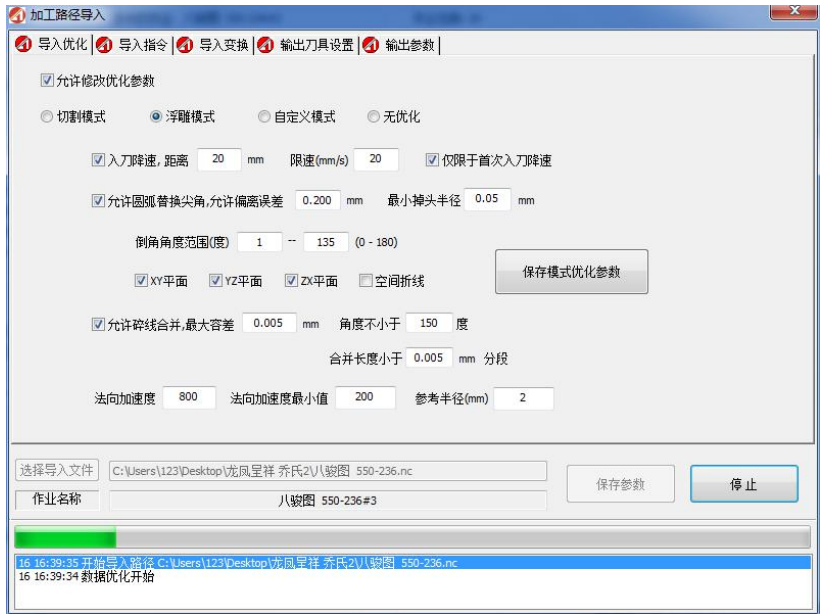 加工路径导入
导入优化 导入指令 导入变换 输出刀具设置 输出参数
允许修改优化参数
切割模式 浮雕模式 自定义模式 无优化
入刀降速, 距离 20 mm 限速(mm/s) 20 仅限于首次入刀降速
允许圆弧替换尖角,允许偏离误差 0.200 mm 最小掉头半径 0.05 mm
倒角角度范围(度) 1 -- 135 (0 - 180)
保存模式优化参数
XY平面 YZ平面 ZX平面 空间折线
允许碎线合并,最大容差 0.005 mm 角度不小于 150 度
合并长度小于 0.005 mm 分段
法向加速度 800 法向加速度最小值 200 参考半径(mm) 2
选择导入文件 C:\Users\123\Desktop\龙凤呈祥 乔氏2\八骏图 550-236.nc
保存参数 停止
作业名称 八骏图 550-236#3
16 16:39:35 开始导入路径 C:\Users\123\Desktop\龙凤呈祥 乔氏2\八骏图 550-236.nc
16 16:39:34 数据优化开始